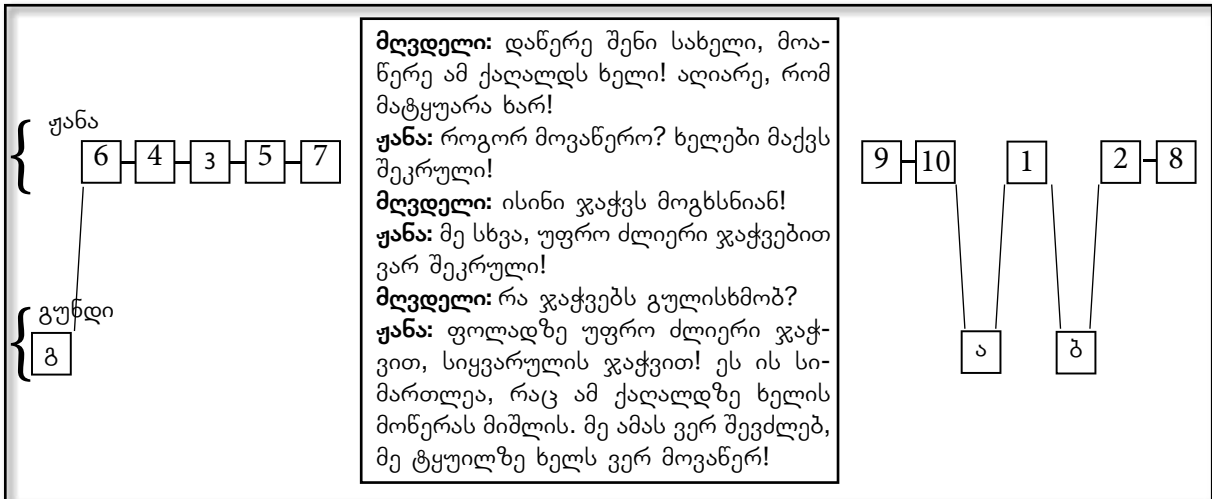 ჟანა
6 4 3 5 7
გუნდი
გ
მღვდელი: დაწერე შენი სახელი, მოა-
წერე ამ ქაღალდს ხელი! აღიარე, რომ
მატყუარა ხარ!
ჟანა: როგორ მოვაწერო? ხელები მაქვს
შეკრული!
მღვდელი: ისინი ჯაჭვს მოგხსნიან!
ჟანა: მე სხვა, უფრო ძლიერი ჯაჭვებით
ვარ შეკრული!
მღვდელი: რა ჯაჭვებს გულისხმობ?
ჟანა: ფოლადზე უფრო ძლიერი ჯაჭ-
ვით, სიყვარულის ჯაჭვით! ეს ის სი-
მართლეა, რაც ამ ქაღალდზე ხელის
მოწერას მიშლის. მე ამას ვერ შევძლებ,
მე ტყუილზე ხელს ვერ მოვაწერ!
9 10 1 2 8
ა ბ